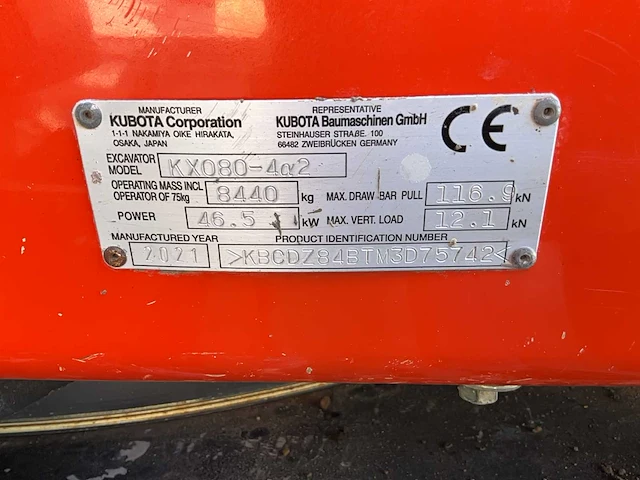 MANUFACTURER
KUBOTA Corporation
1-1-1 NAKAMIYA OIKE HIRAKATA,
OSAKA, JAPAN
REPRESENTATIVE
KUBOTA Baumaschinen GmbH
STEINHAUSER STRAßE. 100
66482 ZWEIBRÜCKEN GERMANY
CE
EXCAVATOR MODEL KX080-4α2
OPERATING MASS INCL OPERATOR OF 75kg 8440 kg MAX. DRAW BAR PULL 116.9 kN
POWER 46.5 kW MAX. VERT. LOAD 12.1 kN
MANUFACTURED YEAR PRODUCT IDENTIFICATION NUMBER
2021 >KBCDZ84BTM3D75742<